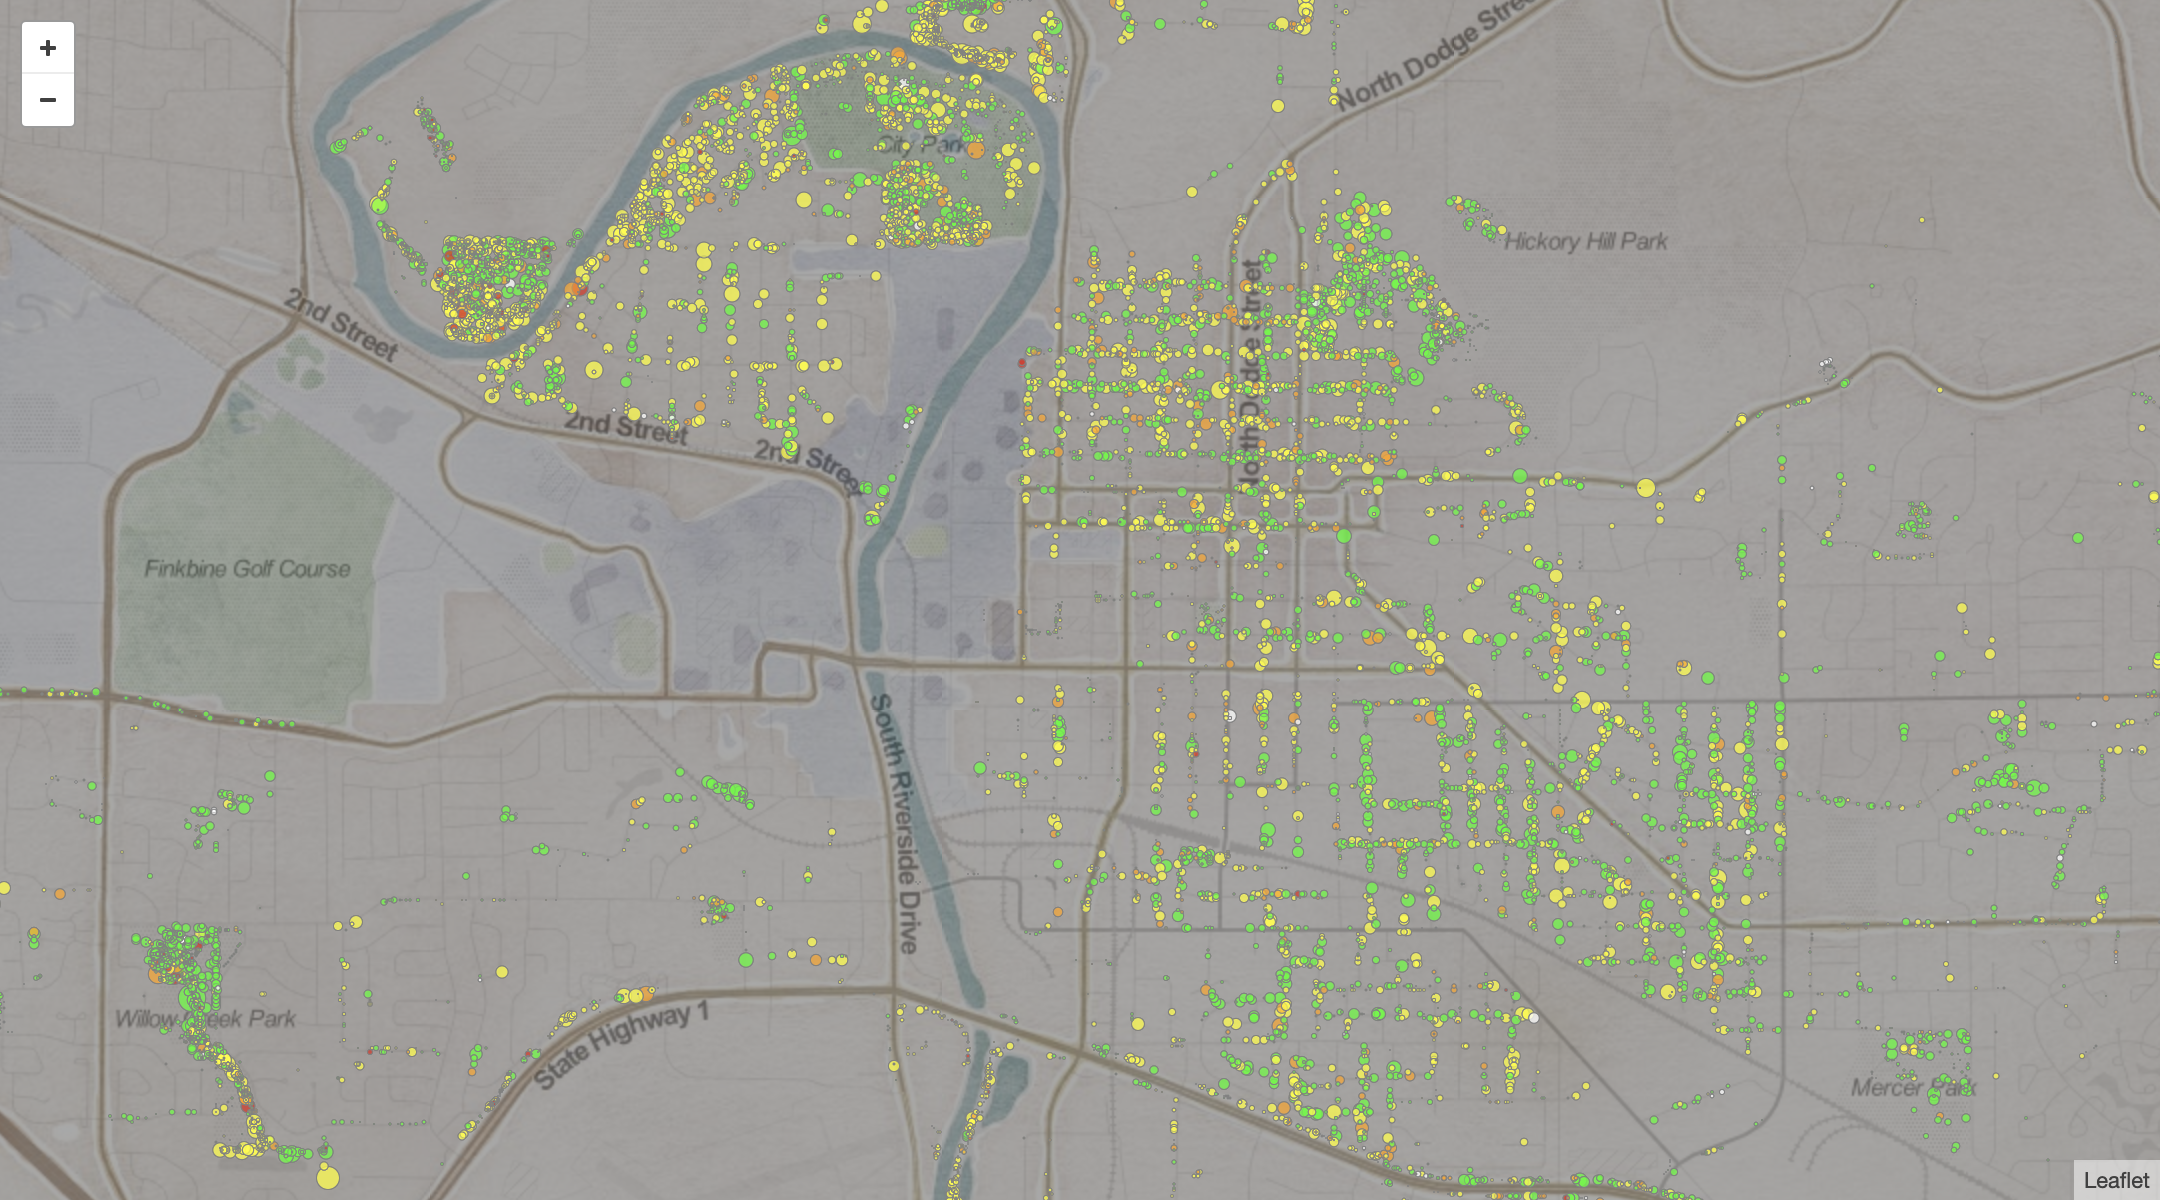 +
−
North Dodge Street
City Park
Hickory Hill Park
2nd Street
North Dodge Street
2nd Street
2nd Street
Finkbine Golf Course
South Riverside Drive
Willow Creek Park
State Highway 1
Mercer Park
Leaflet